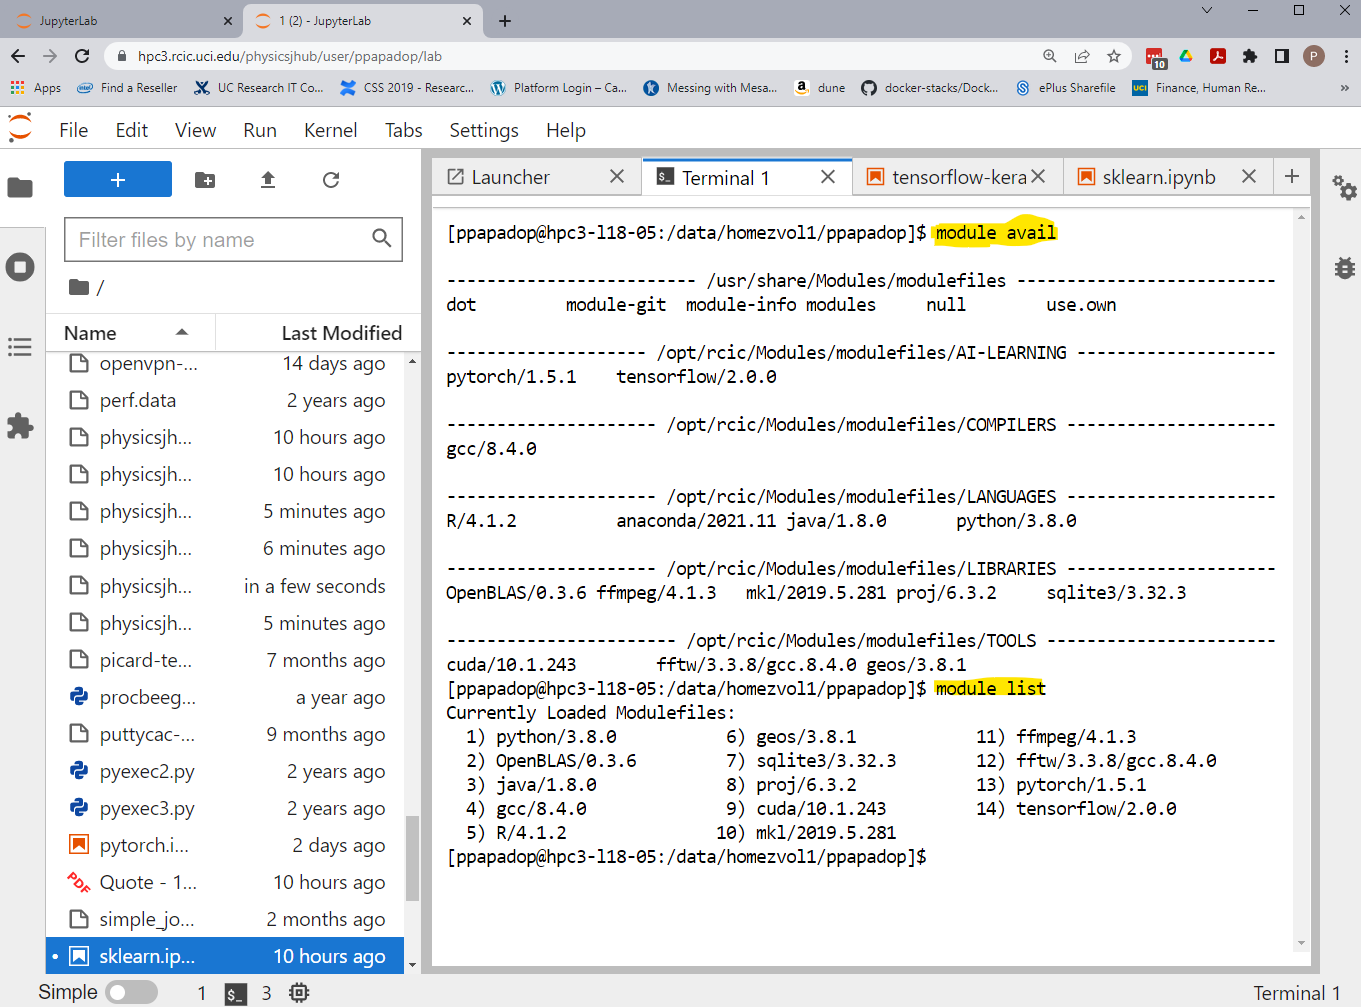 JupyterLab
1 (2) - JupyterLab
hpc3.rcic.uci.edu/physicsjhub/user/ppapadop/lab
10
P
Apps
intel
Find a Reseller
UC Research IT Co...
CSS 2019 - Researc...
Platform Login – Ca...
Messing with Mesa...
a
dune
docker-stacks/Dock...
ePlus Sharefile
UCI
Finance, Human Re...
»
File Edit View Run Kernel Tabs Settings Help
Launcher
Terminal 1
tensorflow-kera
sklearn.ipynb
Filter files by name
/
Name Last Modified
openvpn-... 14 days ago
perf.data 2 years ago
physicsjh... 10 hours ago
physicsjh... 10 hours ago
physicsjh... 5 minutes ago
physicsjh... 6 minutes ago
physicsjh... in a few seconds
physicsjh... 5 minutes ago
picard-te... 7 months ago
procbeeg... a year ago
puttycac-... 9 months ago
pyexec2.py 2 years ago
pyexec3.py 2 years ago
pytorch.i... 2 days ago
PDF Quote - 1... 10 hours ago
simple_jo... 2 months ago
sklearn.ip... 10 hours ago
[ppapadop@hpc3-l18-05:/data/homezvol1/ppapadop]$ module avail
------------------------- /usr/share/Modules/modulefiles --------------------------
dot module-git module-info modules null use.own
-------------------- /opt/rcic/Modules/modulefiles/AI-LEARNING --------------------
pytorch/1.5.1 tensorflow/2.0.0
--------------------- /opt/rcic/Modules/modulefiles/COMPILERS ---------------------
gcc/8.4.0
--------------------- /opt/rcic/Modules/modulefiles/LANGUAGES ---------------------
R/4.1.2 anaconda/2021.11 java/1.8.0 python/3.8.0
--------------------- /opt/rcic/Modules/modulefiles/LIBRARIES ---------------------
OpenBLAS/0.3.6 ffmpeg/4.1.3 mkl/2019.5.281 proj/6.3.2 sqlite3/3.32.3
----------------------- /opt/rcic/Modules/modulefiles/TOOLS -----------------------
cuda/10.1.243 fftw/3.3.8/gcc.8.4.0 geos/3.8.1
[ppapadop@hpc3-l18-05:/data/homezvol1/ppapadop]$ module list
Currently Loaded Modulefiles:
1) python/3.8.0 6) geos/3.8.1 11) ffmpeg/4.1.3
2) OpenBLAS/0.3.6 7) sqlite3/3.32.3 12) fftw/3.3.8/gcc.8.4.0
3) java/1.8.0 8) proj/6.3.2 13) pytorch/1.5.1
4) gcc/8.4.0 9) cuda/10.1.243 14) tensorflow/2.0.0
5) R/4.1.2 10) mkl/2019.5.281
[ppapadop@hpc3-l18-05:/data/homezvol1/ppapadop]$
Simple 1 3 Terminal 1